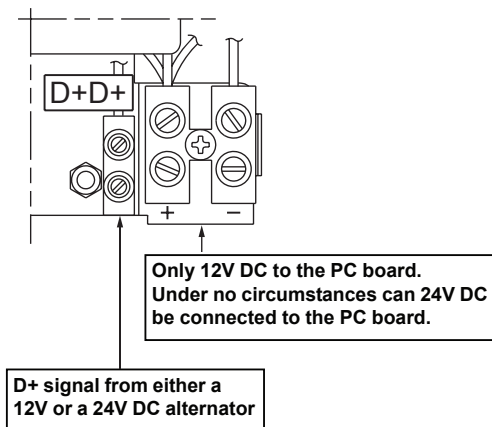 D+D+
+ −
Only 12V DC to the PC board.
Under no circumstances can 24V DC
be connected to the PC board.
D+ signal from either a
12V or a 24V DC alternator